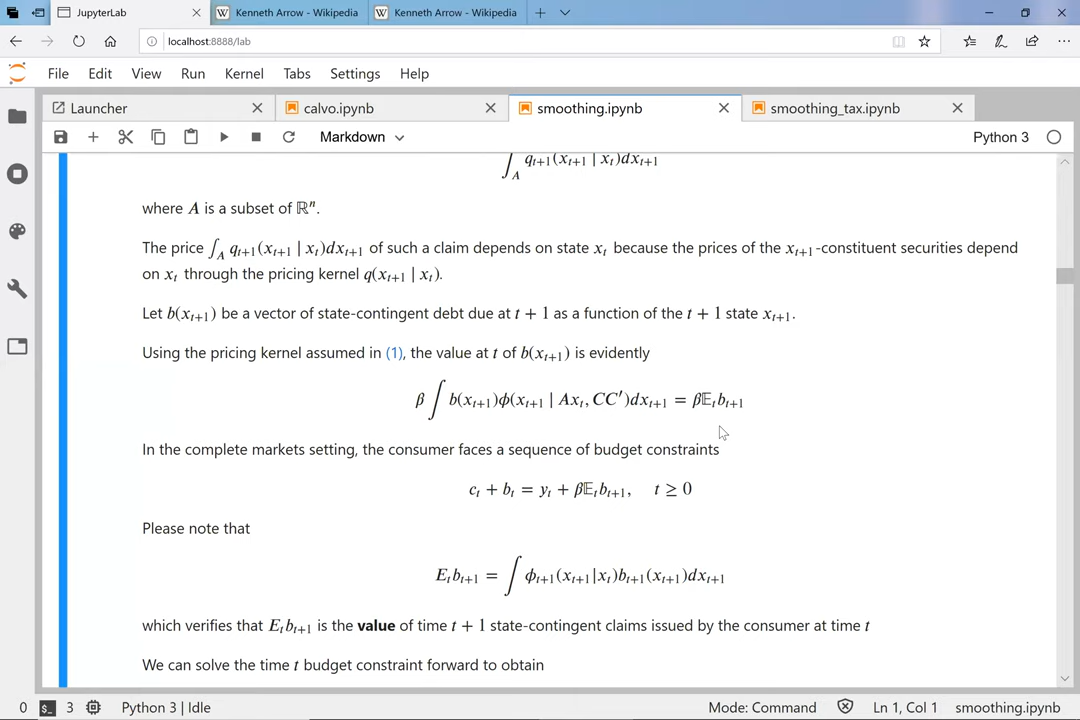 JupyterLab
Kenneth Arrow - Wikipedia
Kenneth Arrow - Wikipedia
localhost:8888/lab
File Edit View Run Kernel Tabs Settings Help
Launcher
calvo.ipynb
smoothing.ipynb
smoothing_tax.ipynb
Markdown
Python 3
∫_A q_{t+1}(x_{t+1} | x_t)dx_{t+1}
where A is a subset of ℝⁿ.
The price ∫_A q_{t+1}(x_{t+1} | x_t)dx_{t+1} of such a claim depends on state x_t because the prices of the x_{t+1}-constituent securities depend
on x_t through the pricing kernel q(x_{t+1} | x_t).
Let b(x_{t+1}) be a vector of state-contingent debt due at t + 1 as a function of the t + 1 state x_{t+1}.
Using the pricing kernel assumed in (1), the value at t of b(x_{t+1}) is evidently
β ∫ b(x_{t+1})ϕ(x_{t+1} | Ax_t, CC′)dx_{t+1} = β𝔼_t b_{t+1}
In the complete markets setting, the consumer faces a sequence of budget constraints
c_t + b_t = y_t + β𝔼_t b_{t+1}, t ≥ 0
Please note that
E_t b_{t+1} = ∫ ϕ_{t+1}(x_{t+1}|x_t)b_{t+1}(x_{t+1})dx_{t+1}
which verifies that E_t b_{t+1} is the value of time t + 1 state-contingent claims issued by the consumer at time t
We can solve the time t budget constraint forward to obtain
0 $_ 3 Python 3 | Idle Mode: Command Ln 1, Col 1 smoothing.ipynb